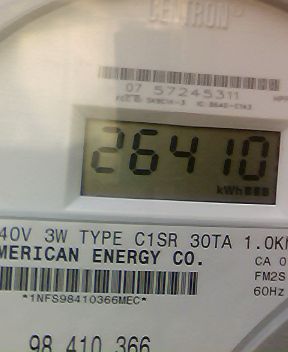 CENTRON®
07 57245311
26410
kWh
40V 3W TYPE C1SR 30TA 1.0K
MERICAN ENERGY CO.
CA 0
FM2S
*1NFS98410366MEC*
60Hz
98 410 366